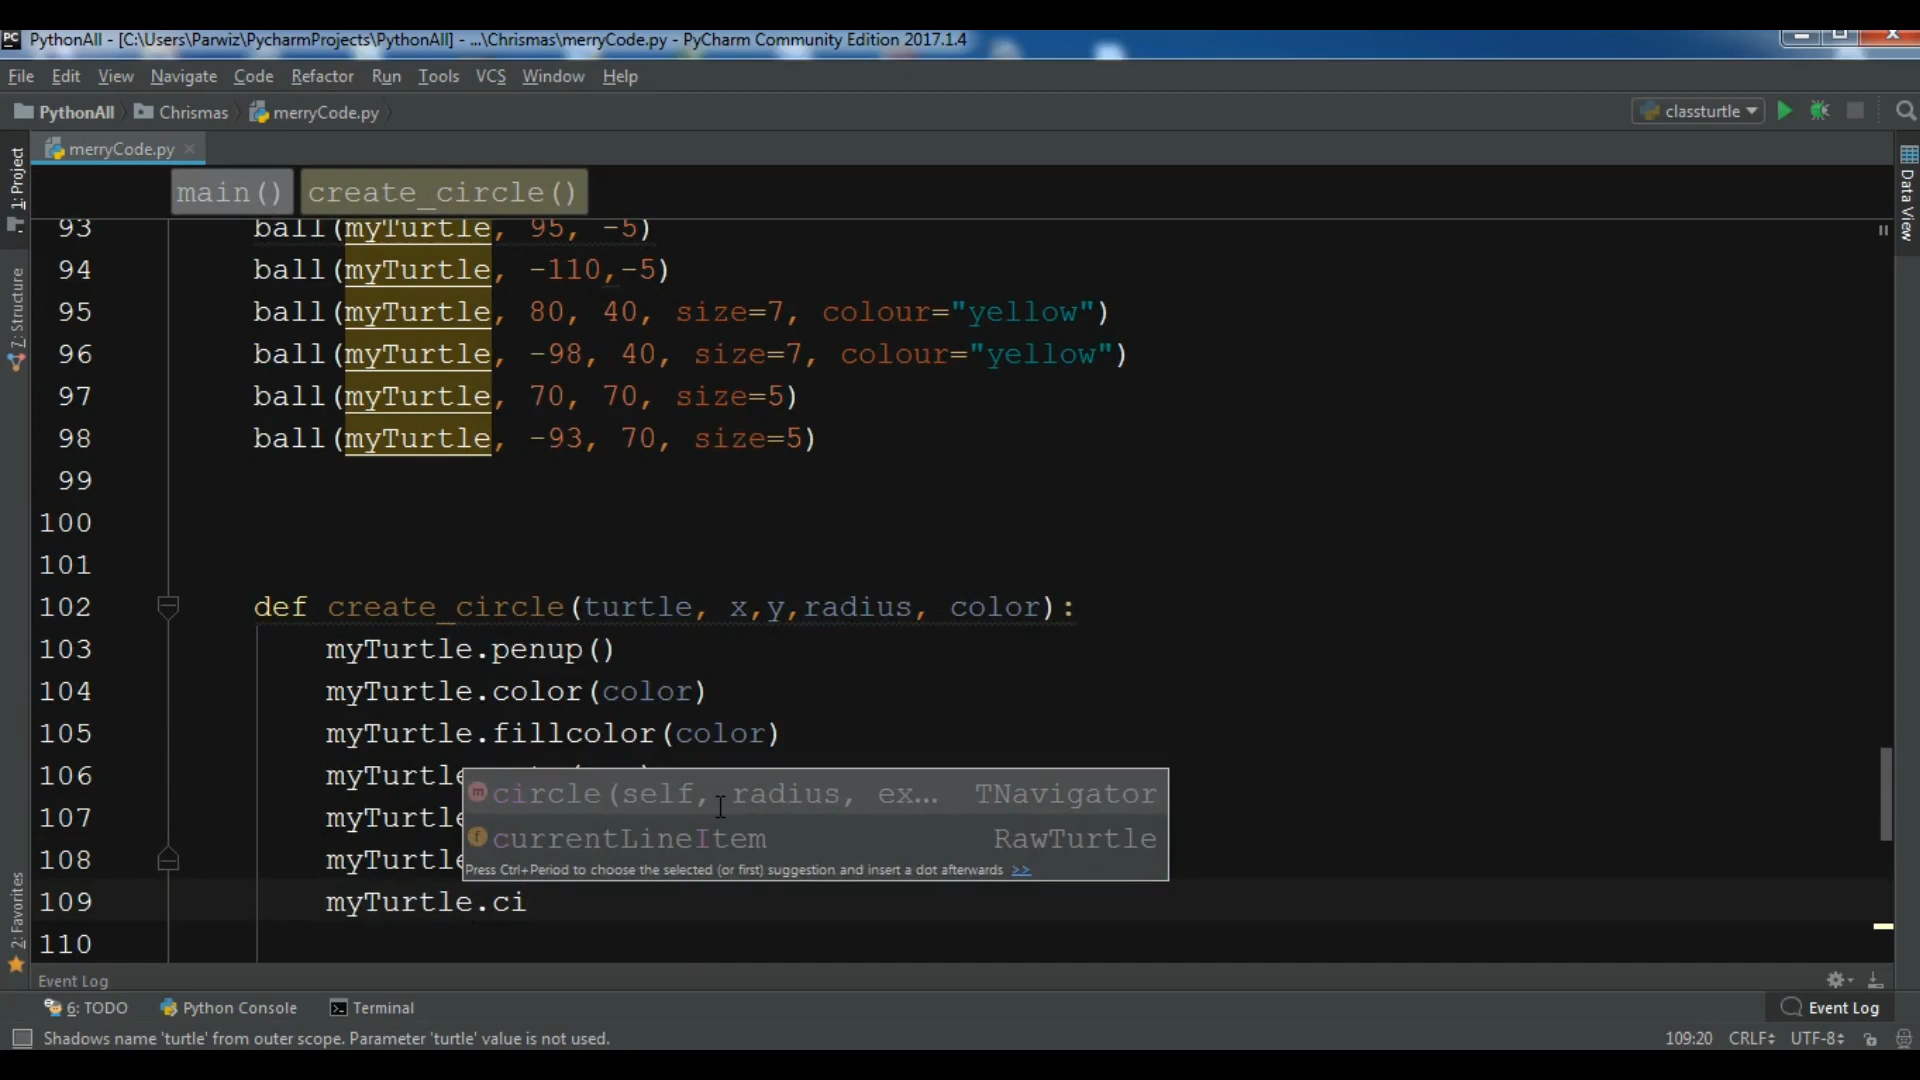 PC PythonAll - [C:\Users\Parwiz\PycharmProjects\PythonAll] - ...\Chrismas\merryCode.py - PyCharm Community Edition 2017.1.4
File Edit View Navigate Code Refactor Run Tools VCS Window Help
PythonAll Chrismas merryCode.py classturtle
merryCode.py
1: Project
7: Structure
2: Favorites
Data View
main() create_circle()
93 ball(myTurtle, 95, -5)
94 ball(myTurtle, -110,-5)
95 ball(myTurtle, 80, 40, size=7, colour="yellow")
96 ball(myTurtle, -98, 40, size=7, colour="yellow")
97 ball(myTurtle, 70, 70, size=5)
98 ball(myTurtle, -93, 70, size=5)
99
100
101
102 def create_circle(turtle, x,y,radius, color):
103 myTurtle.penup()
104 myTurtle.color(color)
105 myTurtle.fillcolor(color)
106 myTurtle
circle(self, radius, ex... TNavigator
107 myTurtle
currentLineItem RawTurtle
108 myTurtle
Press Ctrl+Period to choose the selected (or first) suggestion and insert a dot afterwards >>
109 myTurtle.ci
110
Event Log
6: TODO Python Console Terminal Event Log
Shadows name 'turtle' from outer scope. Parameter 'turtle' value is not used. 109:20 CRLF UTF-8